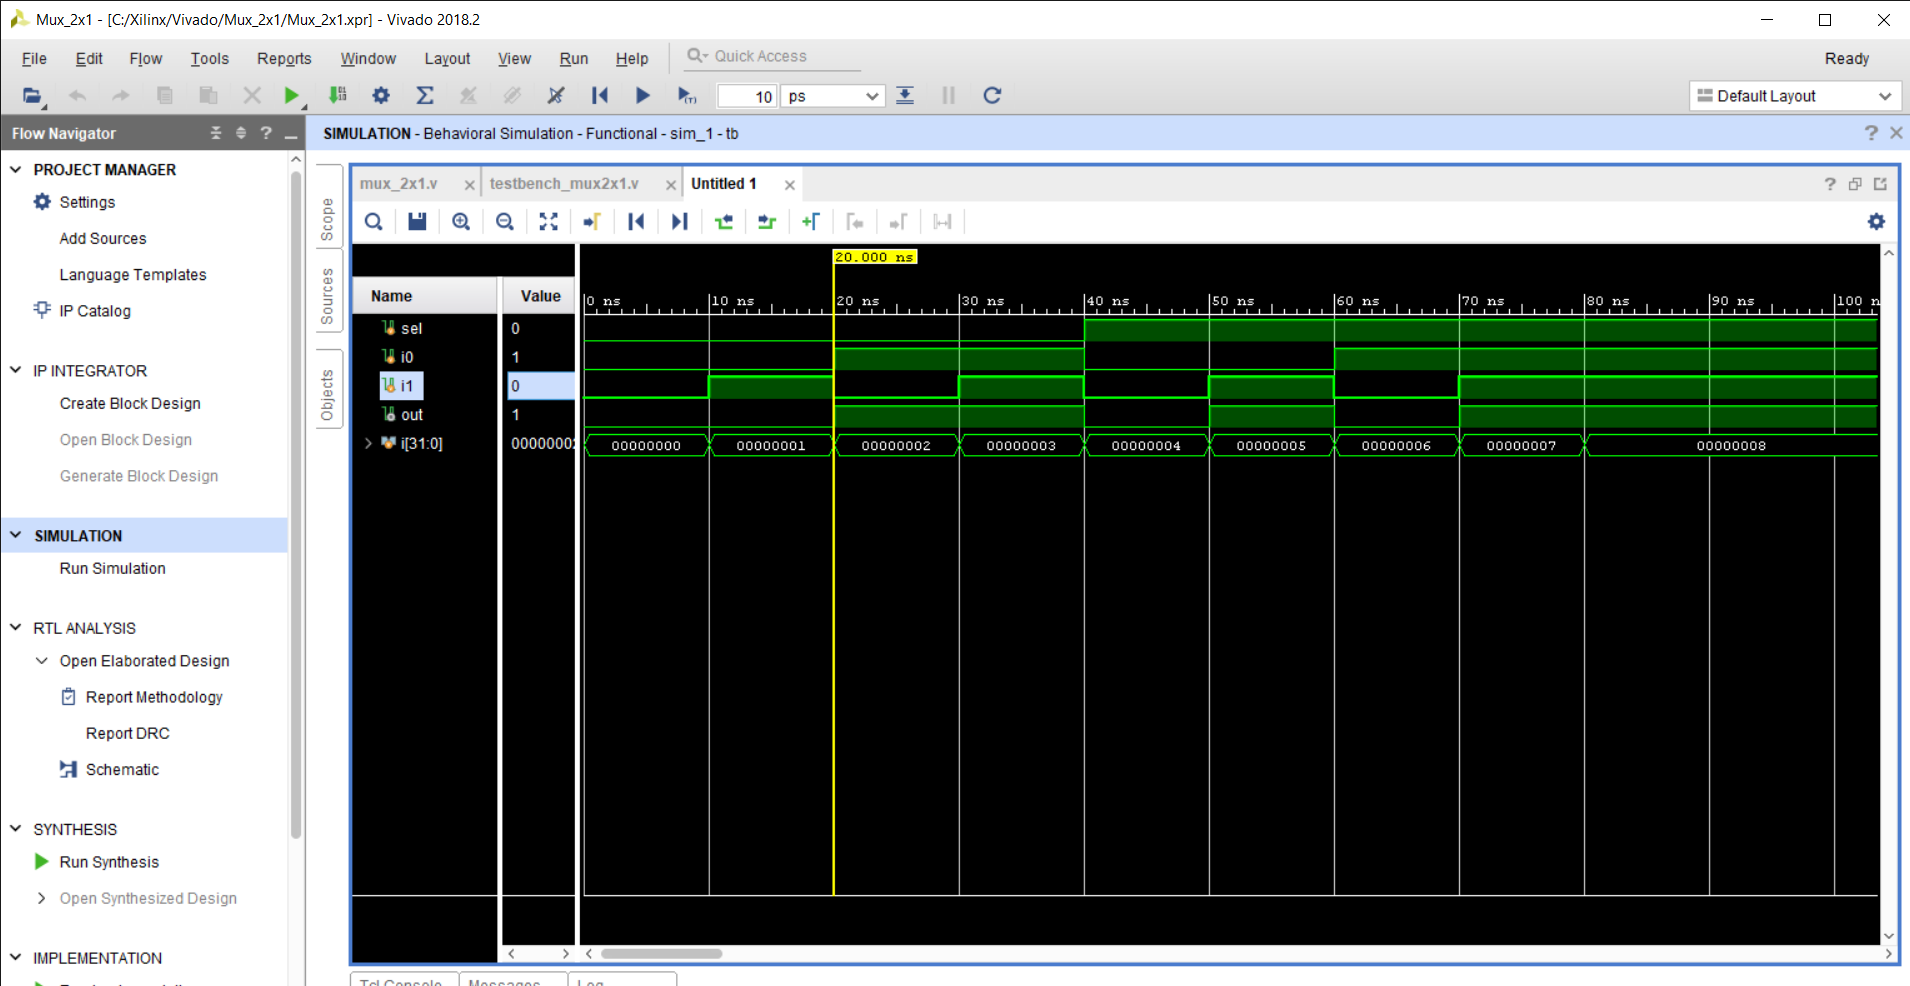 Mux_2x1 - [C:/Xilinx/Vivado/Mux_2x1/Mux_2x1.xpr] - Vivado 2018.2
File Edit Flow Tools Reports Window Layout View Run Help Quick Access Ready
10 ps Default Layout
Flow Navigator
SIMULATION - Behavioral Simulation - Functional - sim_1 - tb
PROJECT MANAGER
Settings
Add Sources
Language Templates
IP Catalog
IP INTEGRATOR
Create Block Design
Open Block Design
Generate Block Design
SIMULATION
Run Simulation
RTL ANALYSIS
Open Elaborated Design
Report Methodology
Report DRC
Schematic
SYNTHESIS
Run Synthesis
Open Synthesized Design
IMPLEMENTATION
Scope
Sources
Objects
mux_2x1.v testbench_mux2x1.v Untitled 1
20.000 ns
Name Value
0 ns 10 ns 20 ns 30 ns 40 ns 50 ns 60 ns 70 ns 80 ns 90 ns 100 n
sel 0
i0 1
i1 0
out 1
i[31:0] 00000002 00000000 00000001 00000002 00000003 00000004 00000005 00000006 00000007 00000008
Tcl Console Messages Log